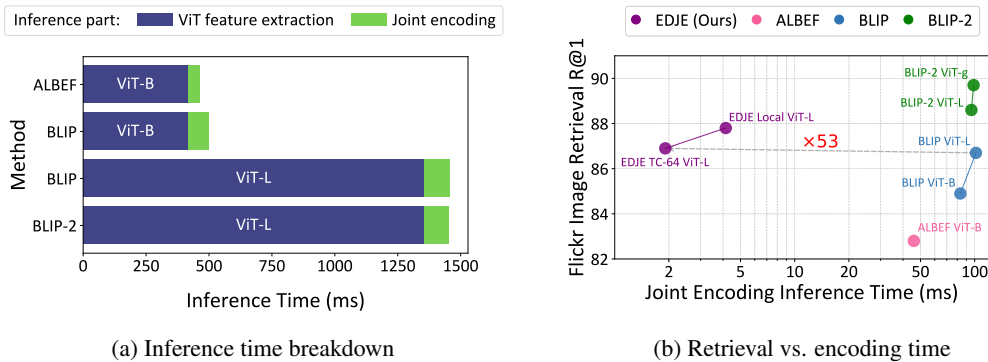 Inference part: ViT feature extraction Joint encoding
ALBEF
BLIP
BLIP
BLIP-2
Method
ViT-B
ViT-B
ViT-L
ViT-L
0 250 500 750 1000 1250 1500
Inference Time (ms)
(a) Inference time breakdown
EDJE (Ours) ALBEF BLIP BLIP-2
Flickr Image Retrieval R@1
90
88
86
84
82
BLIP-2 ViT-g
BLIP-2 ViT-L
EDJE Local ViT-L
×53
BLIP ViT-L
EDJE TC-64 ViT-L
BLIP ViT-B
ALBEF ViT-B
2 5 10 20 50 100
Joint Encoding Inference Time (ms)
(b) Retrieval vs. encoding time